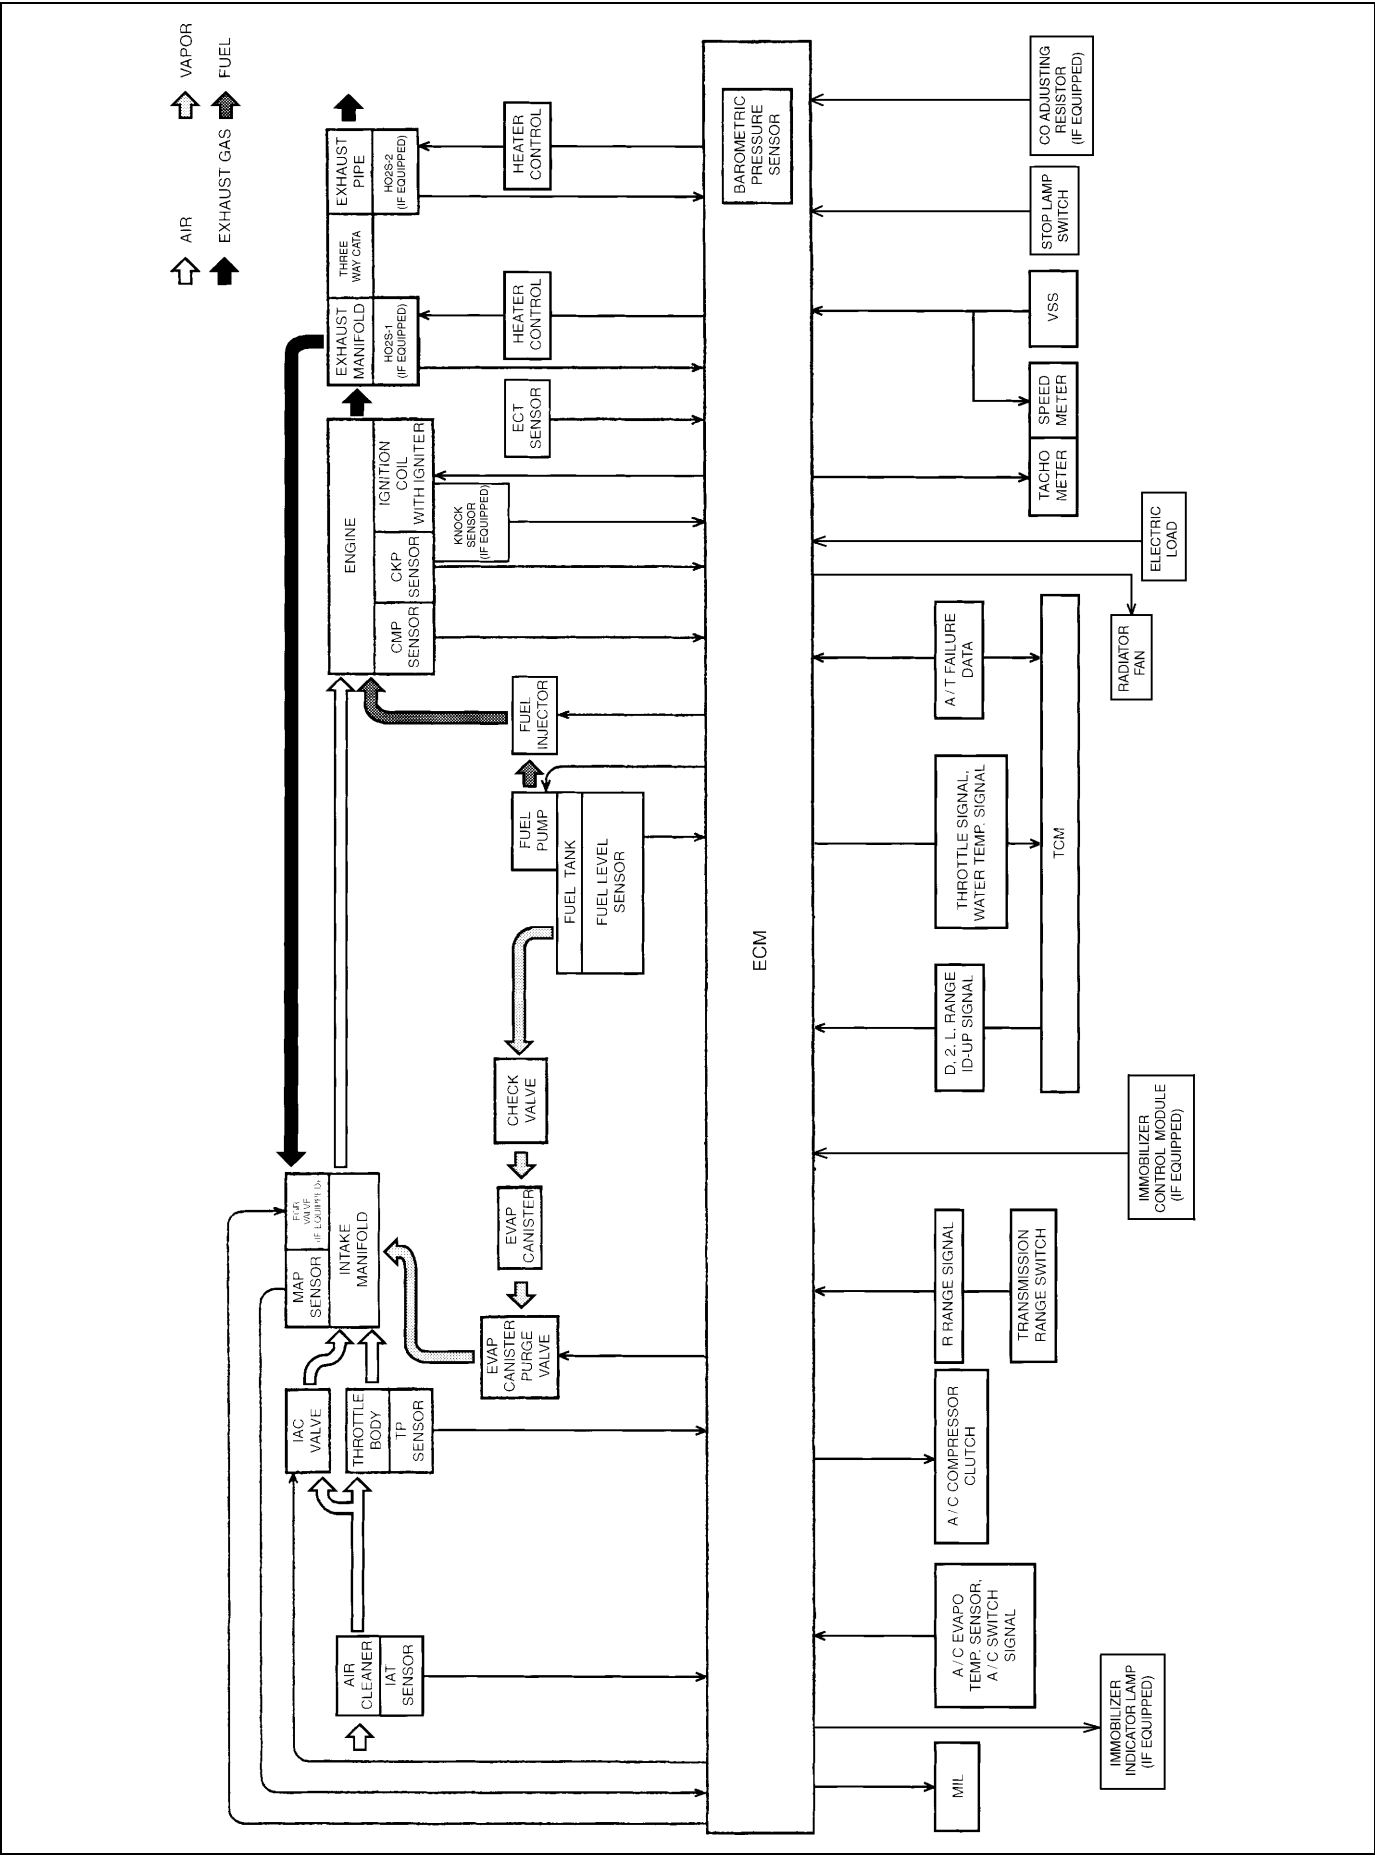 AIR
VAPOR
EXHAUST GAS
FUEL
AIR
CLEANER
IAT
SENSOR
IAC
VALVE
THROTTLE
BODY
TP
SENSOR
MAP
SENSOR
EGR
VALVE
(IF EQUIPPED)
INTAKE
MANIFOLD
EVAP
CANISTER
PURGE
VALVE
EVAP
CANISTER
CHECK
VALVE
FUEL
PUMP
FUEL TANK
FUEL LEVEL
SENSOR
FUEL
INJECTOR
ENGINE
CMP
SENSOR
CKP
SENSOR
IGNITION
COIL
WITH IGNITER
KNOCK
SENSOR
(IF EQUIPPED)
ECT
SENSOR
EXHAUST
MANIFOLD
HO2S-1
(IF EQUIPPED)
HEATER
CONTROL
THREE
WAY CATA
EXHAUST
PIPE
HO2S-2
(IF EQUIPPED)
HEATER
CONTROL
ECM
BAROMETRIC
PRESSURE
SENSOR
MIL
IMMOBILIZER
INDICATOR LAMP
(IF EQUIPPED)
A/C EVAPO
TEMP. SENSOR,
A/C SWITCH
SIGNAL
A/C COMPRESSOR
CLUTCH
R RANGE SIGNAL
TRANSMISSION
RANGE SWITCH
IMMOBILIZER
CONTROL MODULE
(IF EQUIPPED)
D, 2, L, RANGE
ID-UP SIGNAL
THROTTLE SIGNAL,
WATER TEMP. SIGNAL
A/T FAILURE
DATA
TCM
RADIATOR
FAN
ELECTRIC
LOAD
TACHO
METER
SPEED
METER
VSS
STOP LAMP
SWITCH
CO ADJUSTING
RESISTOR
(IF EQUIPPED)